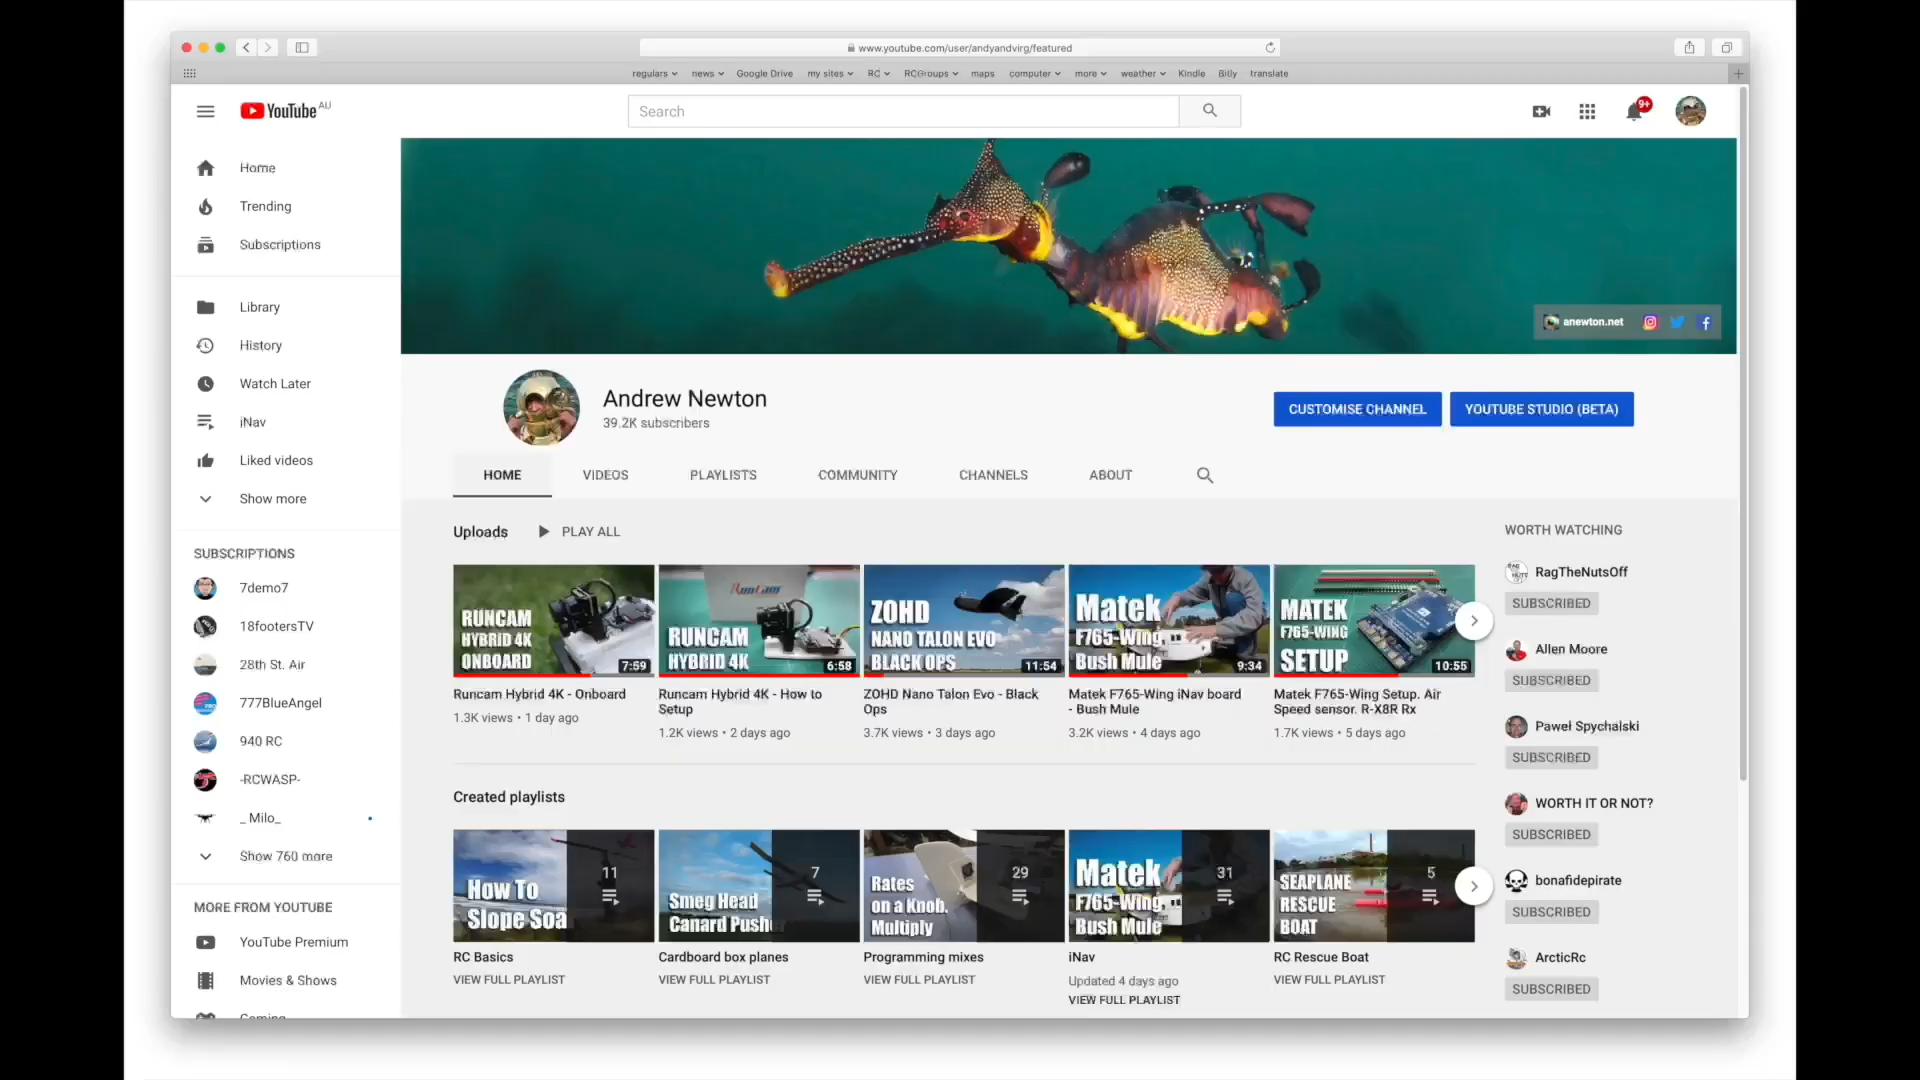 www.youtube.com/user/andyandvirg/featured
regulars news Google Drive my sites RC RCGroups maps computer more weather Kindle Bitly translate
YouTube AU
Search
9+
Home
Trending
Subscriptions
Library
History
Watch Later
iNav
Liked videos
Show more
SUBSCRIPTIONS
7demo7
18footersTV
28th St. Air
777BlueAngel
940 RC
-RCWASP-
_ Milo_
Show 760 more
MORE FROM YOUTUBE
YouTube Premium
Movies & Shows
Gaming
anewton.net
Andrew Newton
39.2K subscribers
CUSTOMISE CHANNEL
YOUTUBE STUDIO (BETA)
HOME VIDEOS PLAYLISTS COMMUNITY CHANNELS ABOUT
Uploads PLAY ALL
RUNCAM
HYBRID 4K
ONBOARD
7:59
Runcam Hybrid 4K - Onboard
1.3K views • 1 day ago
RunCam
RUNCAM
HYBRID 4K
6:58
Runcam Hybrid 4K - How to
Setup
1.2K views • 2 days ago
ZOHD
NANO TALON EVO
BLACK OPS
11:54
ZOHD Nano Talon Evo - Black
Ops
3.7K views • 3 days ago
Matek
F765-Wing
Bush Mule
9:34
Matek F765-Wing iNav board
- Bush Mule
3.2K views • 4 days ago
MATEK
F765-WING
SETUP
10:55
Matek F765-Wing Setup. Air
Speed sensor. R-X8R Rx
1.7K views • 5 days ago
Created playlists
How To
Slope Soa
11
RC Basics
VIEW FULL PLAYLIST
Smeg Head
Canard Pushe
7
Cardboard box planes
VIEW FULL PLAYLIST
Rates
on a Knob.
Multiply
29
Programming mixes
VIEW FULL PLAYLIST
Matek
F765-Wing
Bush Mule
31
iNav
Updated 4 days ago
VIEW FULL PLAYLIST
SEAPLANE
RESCUE
BOAT
5
RC Rescue Boat
VIEW FULL PLAYLIST
WORTH WATCHING
RagTheNutsOff
SUBSCRIBED
Allen Moore
SUBSCRIBED
Paweł Spychalski
SUBSCRIBED
WORTH IT OR NOT?
SUBSCRIBED
bonafidepirate
SUBSCRIBED
ArcticRc
SUBSCRIBED